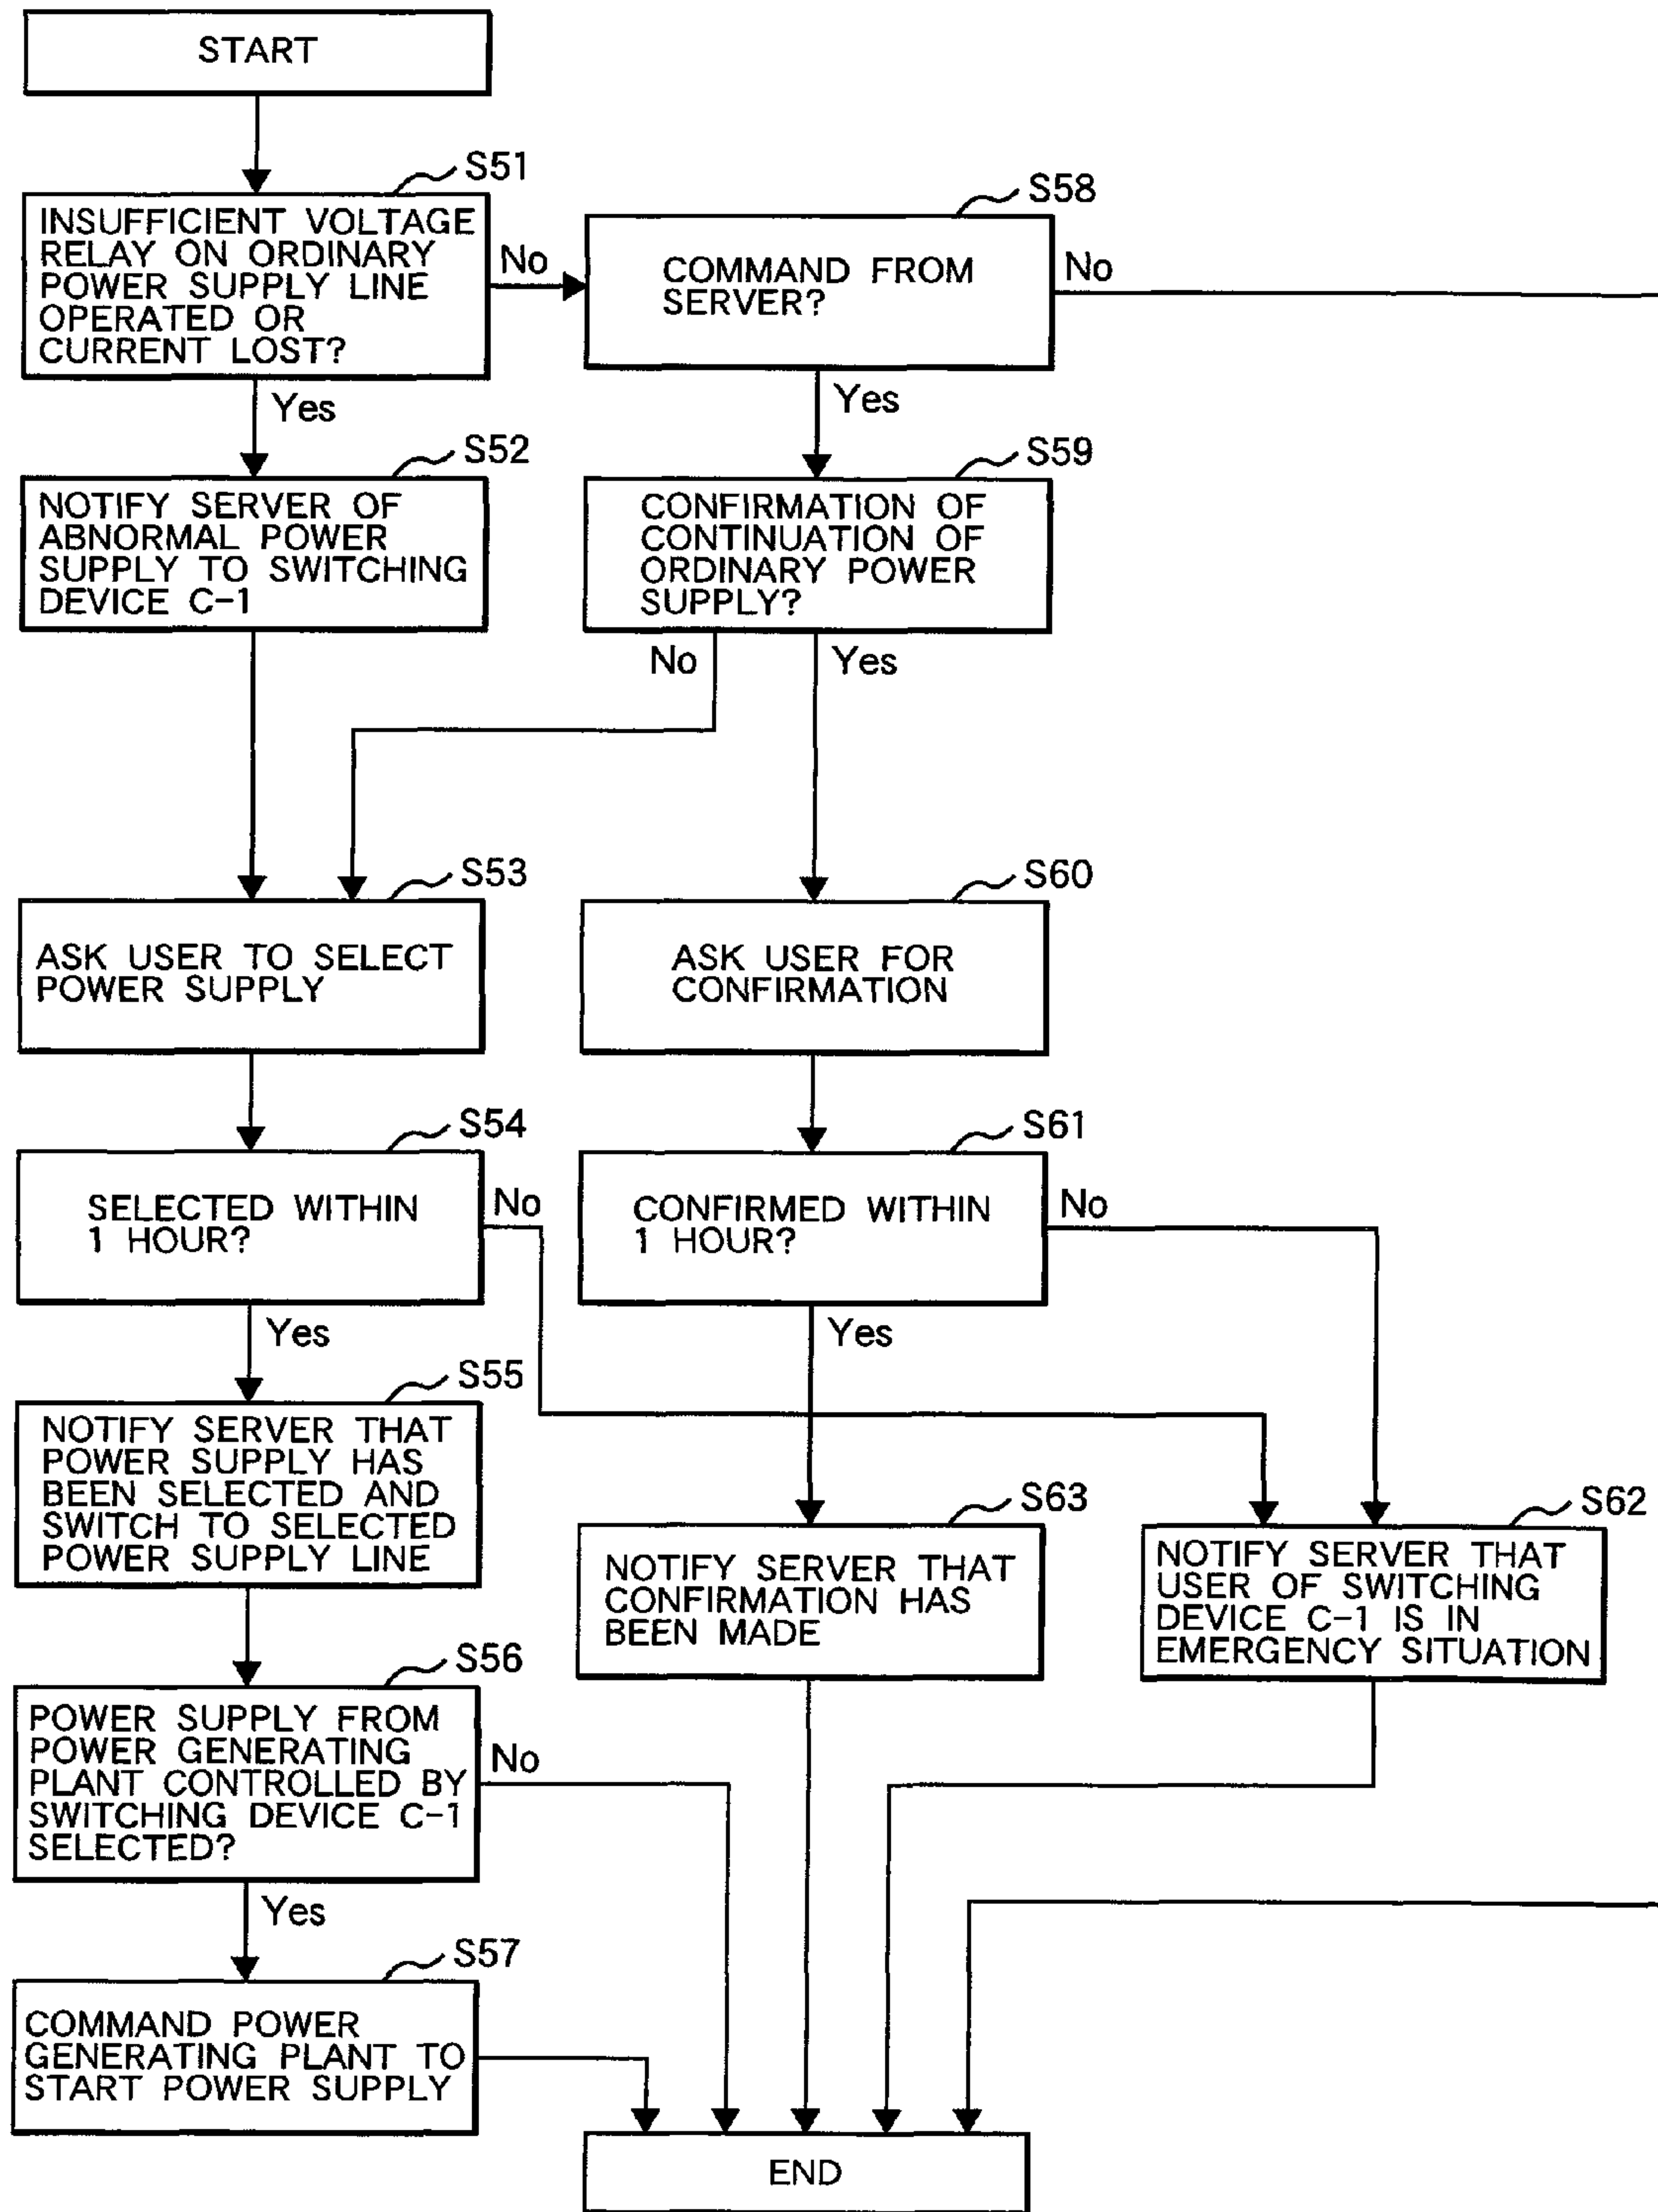 START
S51
INSUFFICIENT VOLTAGE
RELAY ON ORDINARY
POWER SUPPLY LINE
OPERATED OR
CURRENT LOST?
No
Yes
S58
COMMAND FROM
SERVER?
No
Yes
S52
NOTIFY SERVER OF
ABNORMAL POWER
SUPPLY TO SWITCHING
DEVICE C-1
S59
CONFIRMATION OF
CONTINUATION OF
ORDINARY POWER
SUPPLY?
No
Yes
S53
ASK USER TO SELECT
POWER SUPPLY
S60
ASK USER FOR
CONFIRMATION
S54
SELECTED WITHIN
1 HOUR?
No
Yes
S61
CONFIRMED WITHIN
1 HOUR?
No
Yes
S55
NOTIFY SERVER THAT
POWER SUPPLY HAS
BEEN SELECTED AND
SWITCH TO SELECTED
POWER SUPPLY LINE
S63
NOTIFY SERVER THAT
CONFIRMATION HAS
BEEN MADE
S62
NOTIFY SERVER THAT
USER OF SWITCHING
DEVICE C-1 IS IN
EMERGENCY SITUATION
S56
POWER SUPPLY FROM
POWER GENERATING
PLANT CONTROLLED BY
SWITCHING DEVICE C-1
SELECTED?
No
Yes
S57
COMMAND POWER
GENERATING PLANT TO
START POWER SUPPLY
END